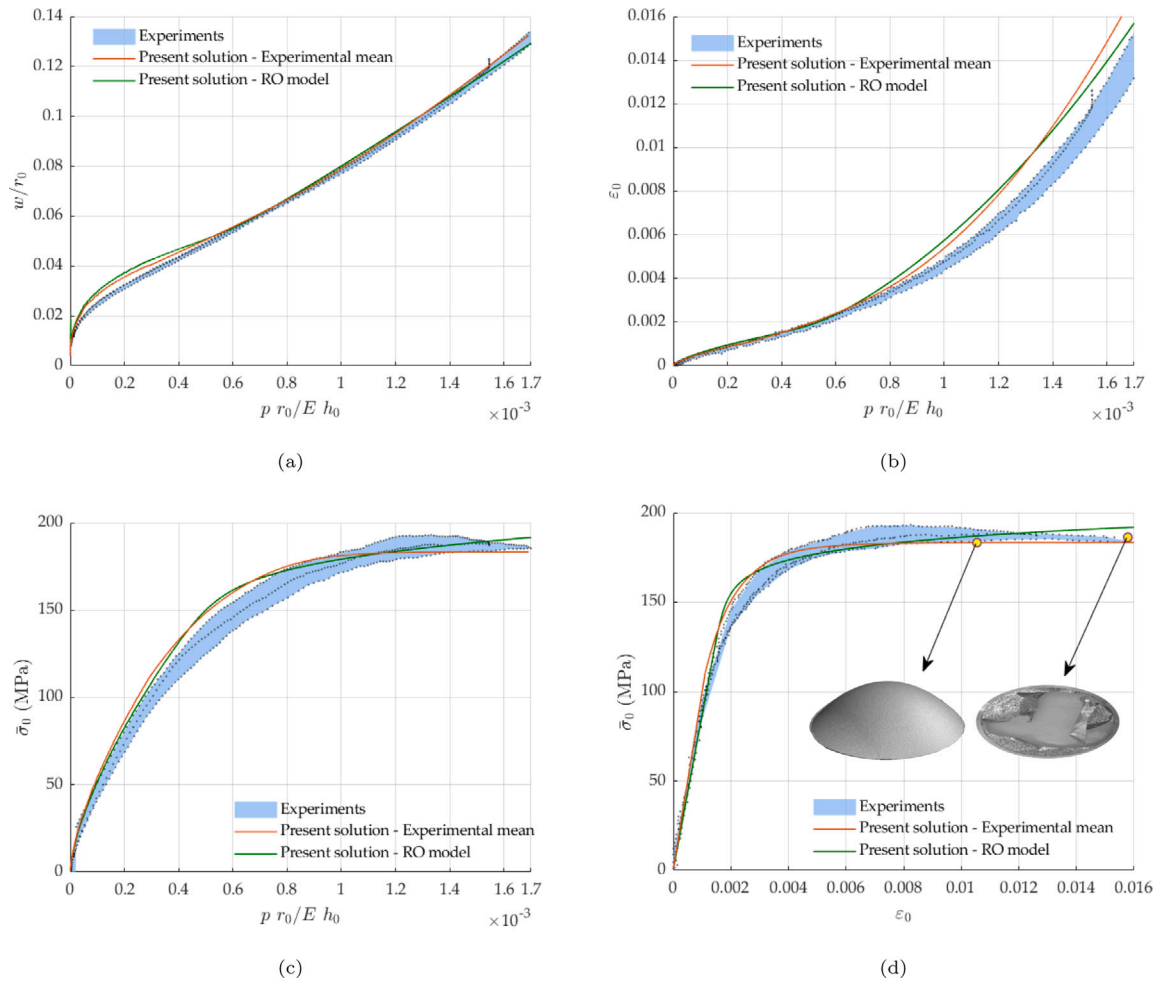 0.14
0.12
0.1
0.08
0.06
0.04
0.02
0
w/r₀
Experiments
Present solution - Experimental mean
Present solution - RO model
0 0.2 0.4 0.6 0.8 1 1.2 1.4 1.6 1.7
p r₀/E h₀
×10⁻³
(a)
0.016
0.014
0.012
0.01
0.008
0.006
0.004
0.002
0
ε₀
Experiments
Present solution - Experimental mean
Present solution - RO model
0 0.2 0.4 0.6 0.8 1 1.2 1.4 1.6 1.7
p r₀/E h₀
×10⁻³
(b)
200
150
100
50
0
σ̄₀ (MPa)
Experiments
Present solution - Experimental mean
Present solution - RO model
0 0.2 0.4 0.6 0.8 1 1.2 1.4 1.6 1.7
p r₀/E h₀
×10⁻³
(c)
200
150
100
50
0
σ̄₀ (MPa)
Experiments
Present solution - Experimental mean
Present solution - RO model
0 0.002 0.004 0.006 0.008 0.01 0.012 0.014 0.016
ε₀
(d)